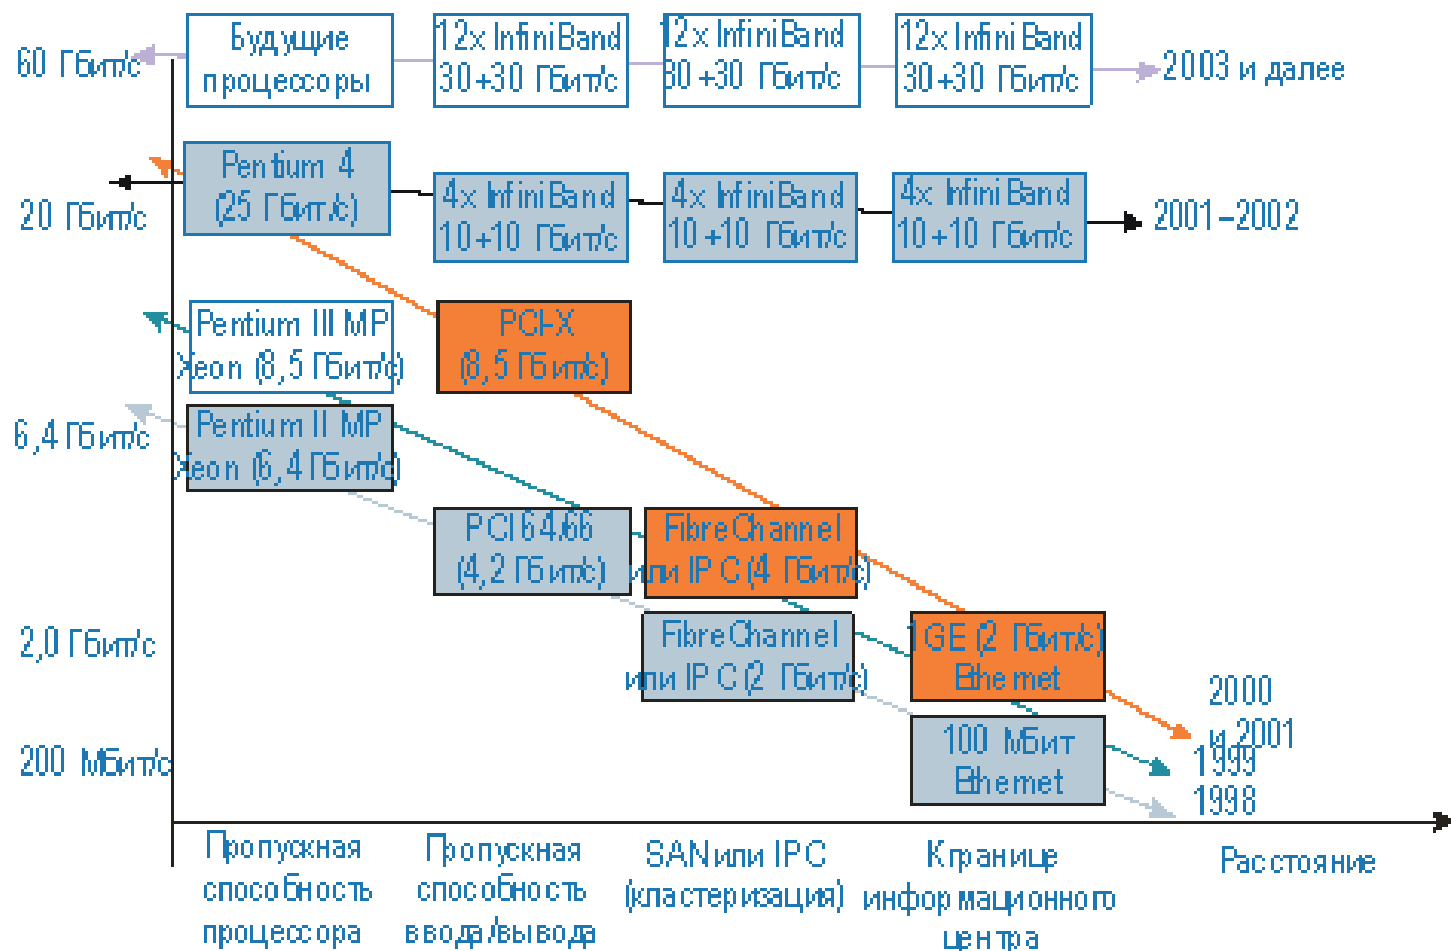 60 Гбит/с
Будущие
процессоры
12x InfiniBand
30+30 Гбит/с
12x InfiniBand
30+30 Гбит/с
12x InfiniBand
30+30 Гбит/с
2003 и далее
20 Гбит/с
Pentium 4
(25 Гбит/с)
4x InfiniBand
10+10 Гбит/с
4x InfiniBand
10+10 Гбит/с
4x InfiniBand
10+10 Гбит/с
2001–2002
Pentium III MP
Xeon (8,5 Гбит/с)
PCI-X
(8,5 Гбит/с)
6,4 Гбит/с
Pentium II MP
Xeon (6,4 Гбит/с)
PCI 64/66
(4,2 Гбит/с)
FibreChannel
или IPC (4 Гбит/с)
2,0 Гбит/с
FibreChannel
или IPC (2 Гбит/с)
1GE (2 Гбит/с)
Ethernet
200 Мбит/с
100 Мбит
Ethernet
2000
и 2001
1999
1998
Пропускная
способность
процессора
Пропускная
способность
ввода/вывода
SAN или IPC
(кластеризация)
К границе
информационного
центра
Расстояние